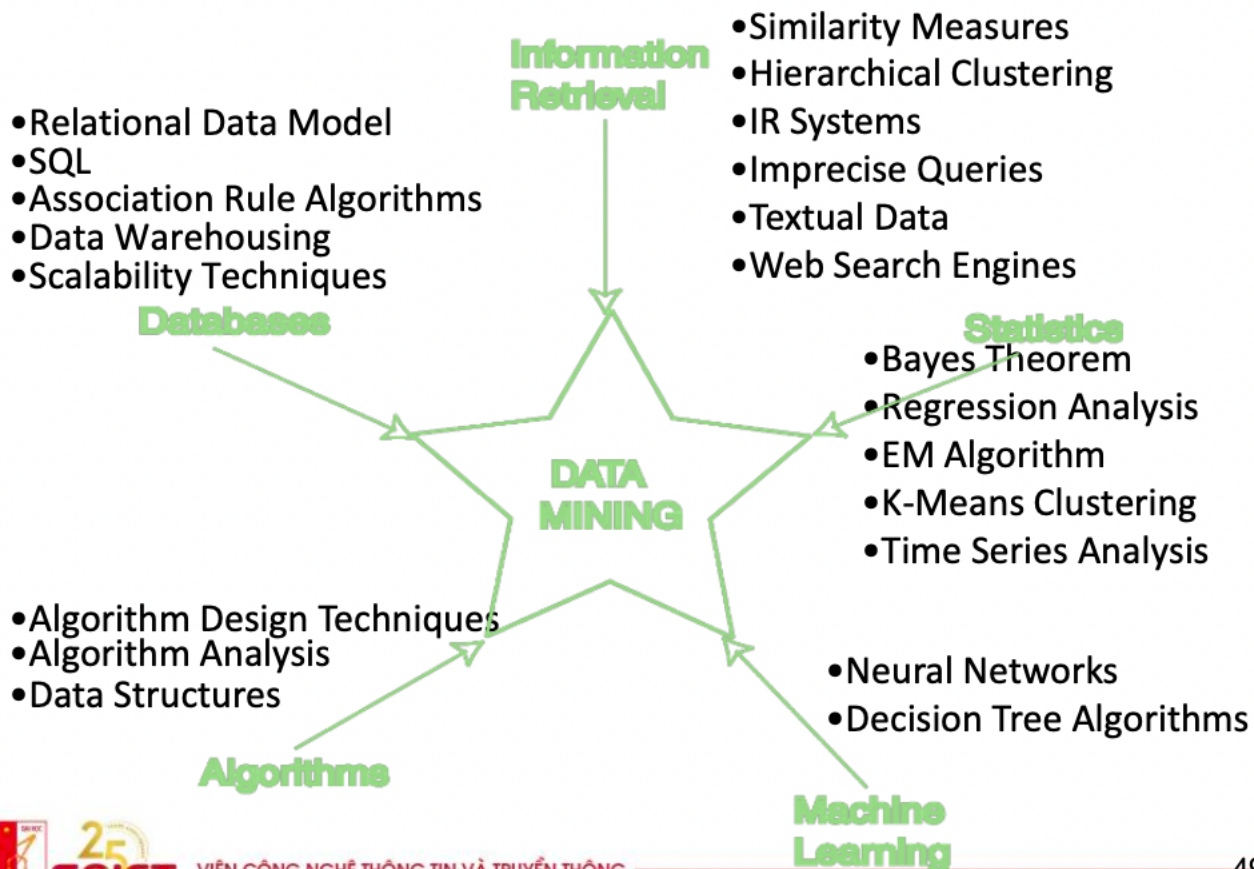 Information
Retrieval
•Similarity Measures
•Hierarchical Clustering
•IR Systems
•Imprecise Queries
•Textual Data
•Web Search Engines
•Relational Data Model
•SQL
•Association Rule Algorithms
•Data Warehousing
•Scalability Techniques
Databases
Statistics
•Bayes Theorem
•Regression Analysis
•EM Algorithm
•K-Means Clustering
•Time Series Analysis
DATA
MINING
•Algorithm Design Techniques
•Algorithm Analysis
•Data Structures
Algorithms
•Neural Networks
•Decision Tree Algorithms
Machine
Learning
25
VIỆN CÔNG NGHỆ THÔNG TIN VÀ TRUYỀN THÔNG